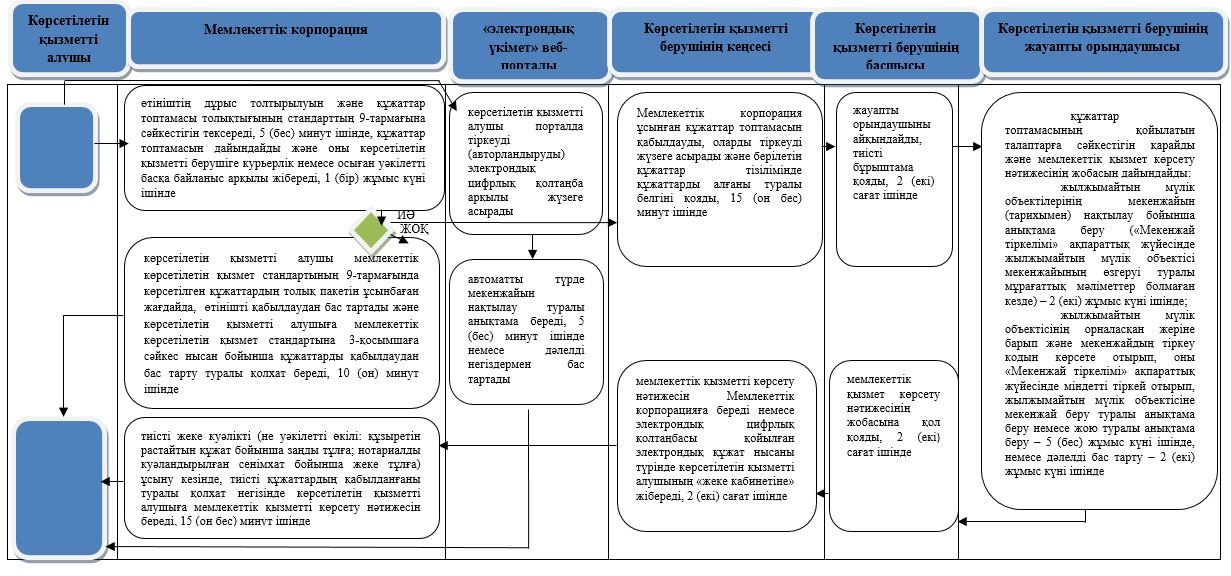 Көрсетілетін
қызметті
алушы
Мемлекеттік корпорация
«электрондық
үкімет» веб-
порталы
Көрсетілетін қызметті
берушінің кеңсесі
Көрсетілетін
қызметті берушінің
басшысы
Көрсетілетін қызметті берушінің
жауапты орындаушысы
өтініштің дұрыс толтырылуын және құжаттар
топтамасы толықтығының стандарттың 9-тармағына
сәйкестігін тексереді, 5 (бес) минут ішінде, құжаттар
топтамасын дайындайды және оны көрсетілетін
қызметті берушіге курьерлік немесе осыған уәкілетті
басқа байланыс арқылы жібереді, 1 (бір) жұмыс күні
ішінде
ИӘ
ЖОҚ
көрсетілетін қызметті алушы мемлекеттік
көрсетілетін қызмет стандартының 9-тармағында
көрсетілген құжаттардың толық пакетін ұсынбаған
жағдайда, өтінішті қабылдаудан бас тартады және
көрсетілетін қызметті алушыға мемлекеттік
көрсетілетін қызмет стандартына 3-қосымшаға
сәйкес нысан бойынша құжаттарды қабылдаудан
бас тарту туралы қолхат береді, 10 (он) минут
ішінде
тиісті жеке куәлікті (не уәкілетті өкілі: құзыретін
растайтын құжат бойынша заңды тұлға; нотариалды
куәландырылған сенімхат бойынша жеке тұлға)
ұсыну кезінде, тиісті құжаттардың қабылданғаны
туралы қолхат негізінде көрсетілетін қызметті
алушыға мемлекеттік қызметті көрсету нәтижесін
береді, 15 (он бес) минут ішінде
көрсетілетін қызметті
алушы порталда
тіркеуді
(авторландыруды)
электрондық
цифрлық қолтаңба
арқылы жүзеге
асырады
автоматты түрде
мекенжайын
нақтылау туралы
анықтама береді, 5
(бес) минут ішінде
немесе дәлелді
негіздермен бас
тартады
Мемлекеттік корпорация
ұсынған құжаттар топтамасын
қабылдауды, оларды тіркеуді
жүзеге асырады және берілетін
құжаттар тізілімінде
құжаттарды алғаны туралы
белгіні қояды, 15 (он бес)
минут ішінде
мемлекеттік қызметті көрсету
нәтижесін Мемлекеттік
корпорацияға береді немесе
электрондық цифрлық
қолтаңбасы қойылған
электрондық құжат нысаны
түрінде көрсетілетін қызметті
алушының «жеке кабинетіне»
жібереді, 2 (екі) сағат ішінде
жауапты
орындаушыны
айқындайды,
тиісті
бұрыштама
қояды, 2 (екі)
сағат ішінде
мемлекеттік
қызмет көрсету
нәтижесінің
жобасына қол
қояды, 2 (екі)
сағат ішінде
құжаттар
топтамасының қойылатын
талаптарға сәйкестігін қарайды
және мемлекеттік қызмет көрсету
нәтижесінің жобасын дайындайды:
жылжымайтын мүлік
объектілерінің мекенжайын
(тарихымен) нақтылау бойынша
анықтама беру («Мекенжай
тіркелімі» ақпараттық жүйесінде
жылжымайтын мүлік объектісі
мекенжайының өзгеруі туралы
мұрағаттық мәліметтер болмаған
кезде) – 2 (екі) жұмыс күні ішінде;
жылжымайтын мүлік
объектісінің орналасқан жеріне
барып және мекенжайдың тіркеу
кодын көрсете отырып, оны
«Мекенжай тіркелімі» ақпараттық
жүйесінде міндетті тіркей отырып,
жылжымайтын мүлік объектісіне
мекенжай беру туралы анықтама
беру немесе жою туралы анықтама
беру – 5 (бес) жұмыс күні ішінде,
немесе дәлелді бас тарту – 2 (екі)
жұмыс күні ішінде